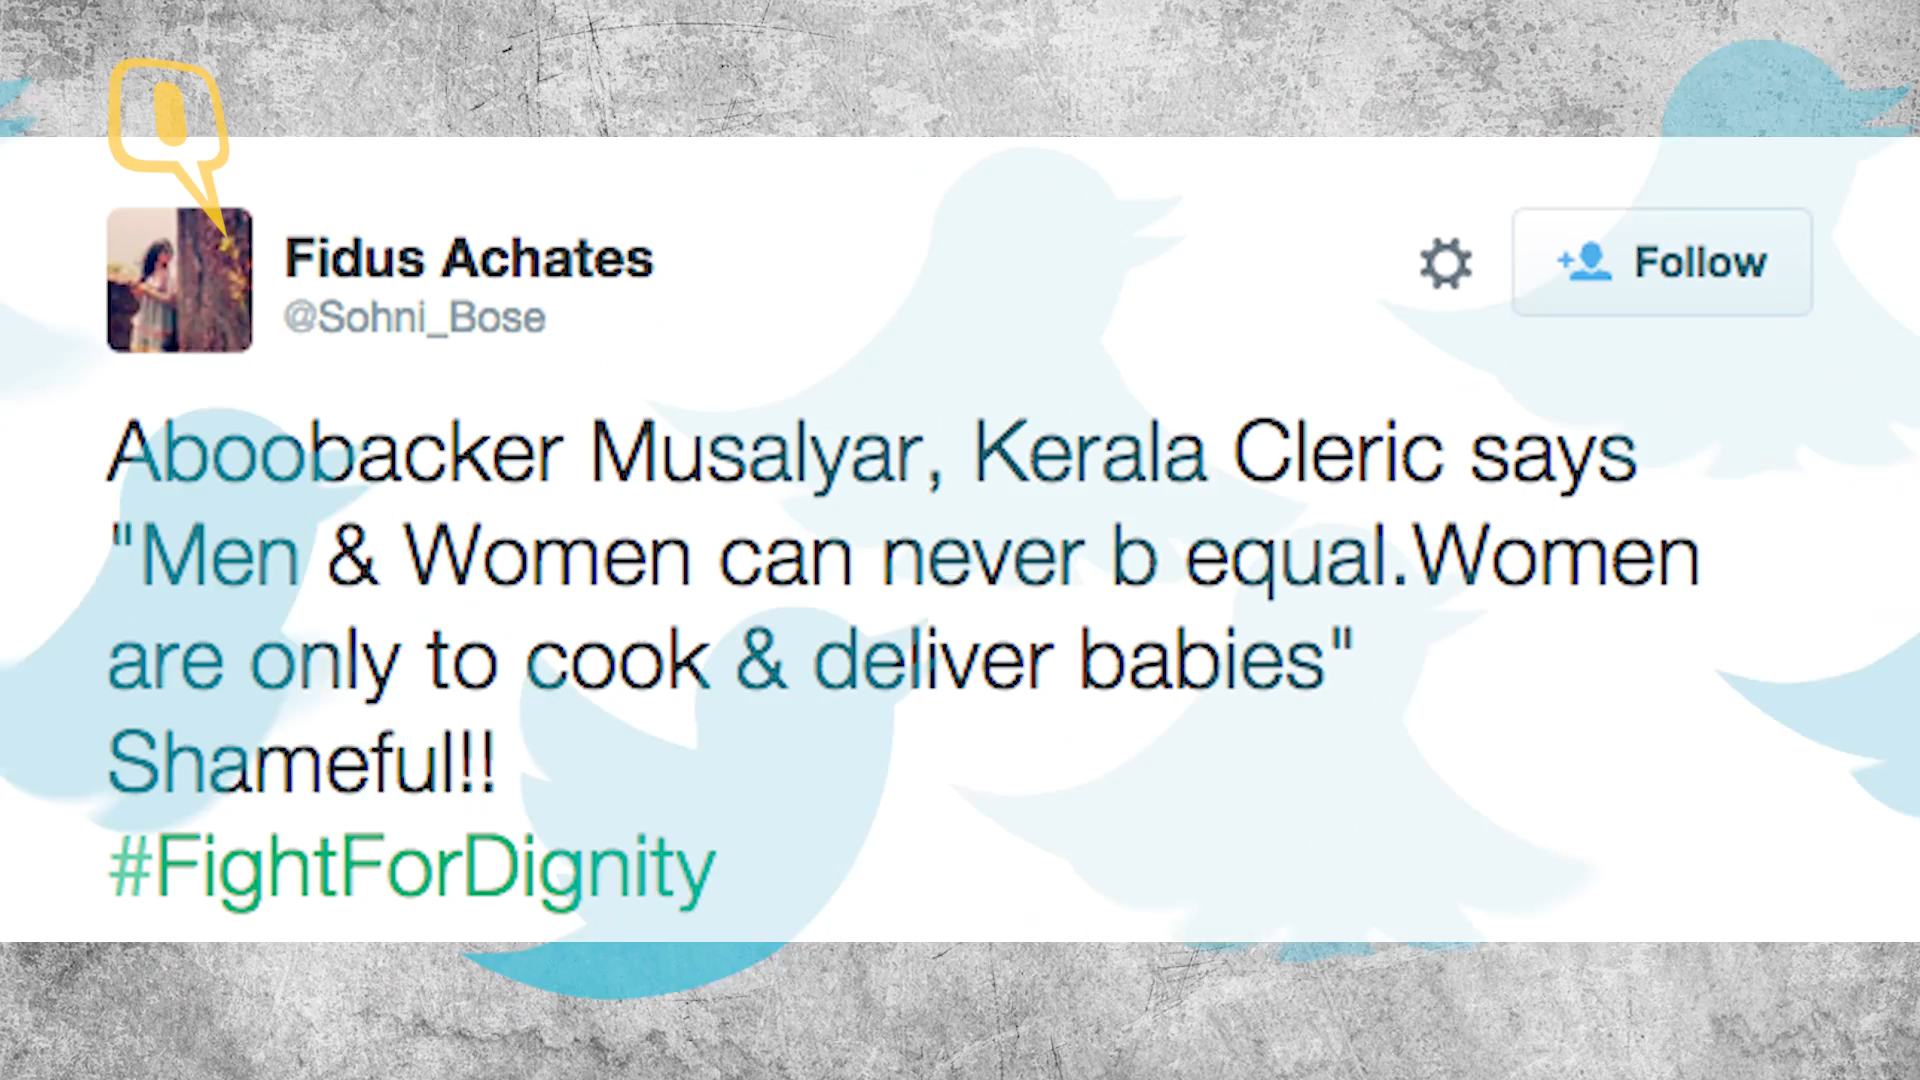 Fidus Achates
@Sohni_Bose
Follow
Aboobacker Musalyar, Kerala Cleric says
"Men & Women can never b equal.Women
are only to cook & deliver babies"
Shameful!!
#FightForDignity